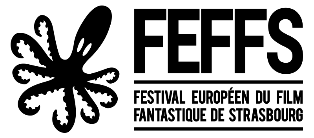 FEFFS
FESTIVAL EUROPÉEN DU FILM
FANTASTIQUE DE STRASBOURG